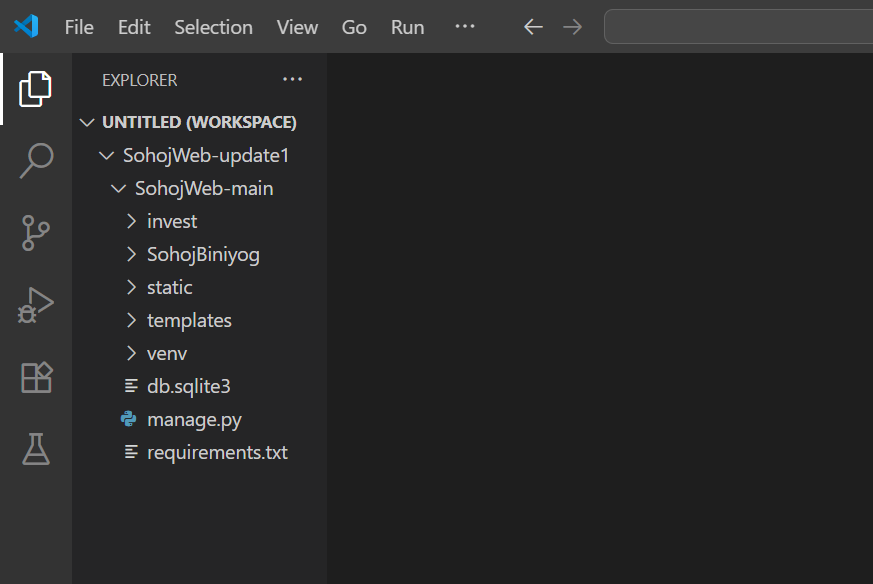 File Edit Selection View Go Run ···
EXPLORER ···
UNTITLED (WORKSPACE)
SohojWeb-update1
SohojWeb-main
invest
SohojBiniyog
static
templates
venv
db.sqlite3
manage.py
requirements.txt